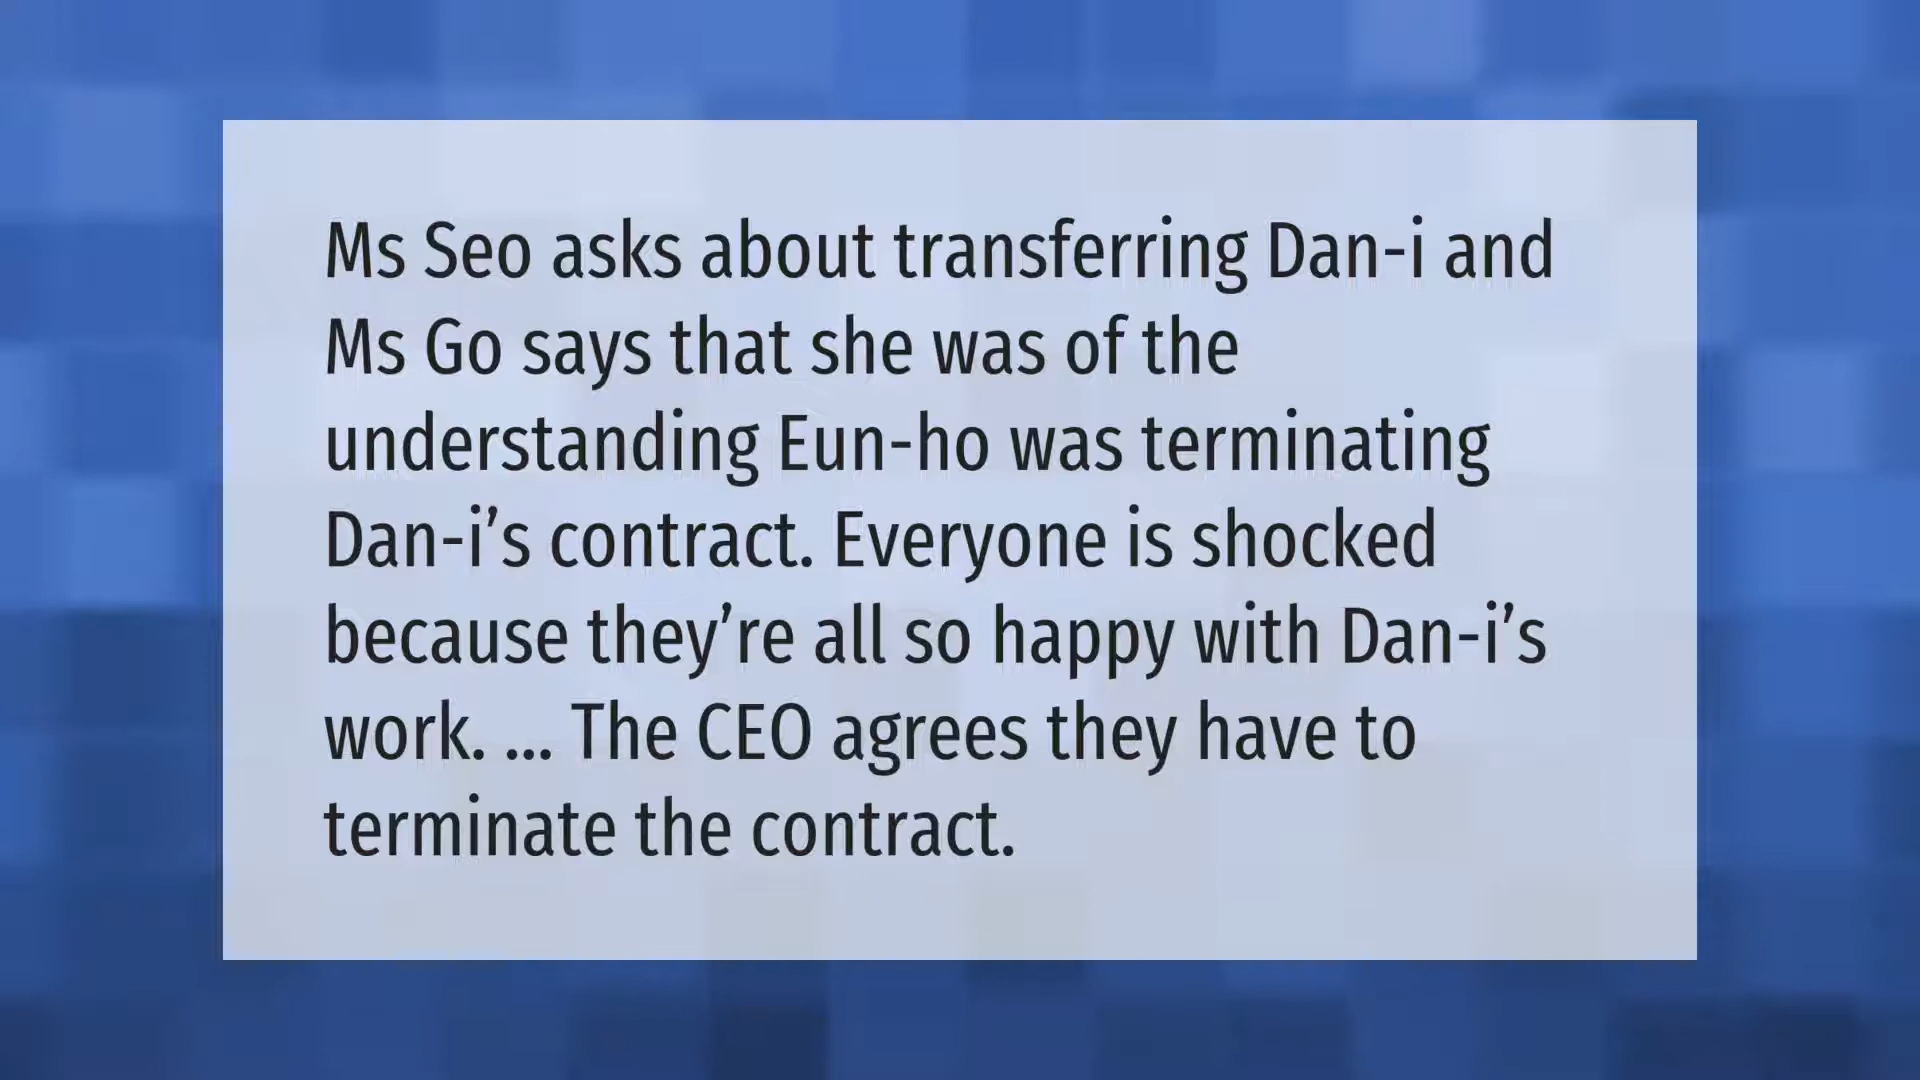 Ms Seo asks about transferring Dan-i and
Ms Go says that she was of the
understanding Eun-ho was terminating
Dan-i’s contract. Everyone is shocked
because they’re all so happy with Dan-i’s
work. ... The CEO agrees they have to
terminate the contract.